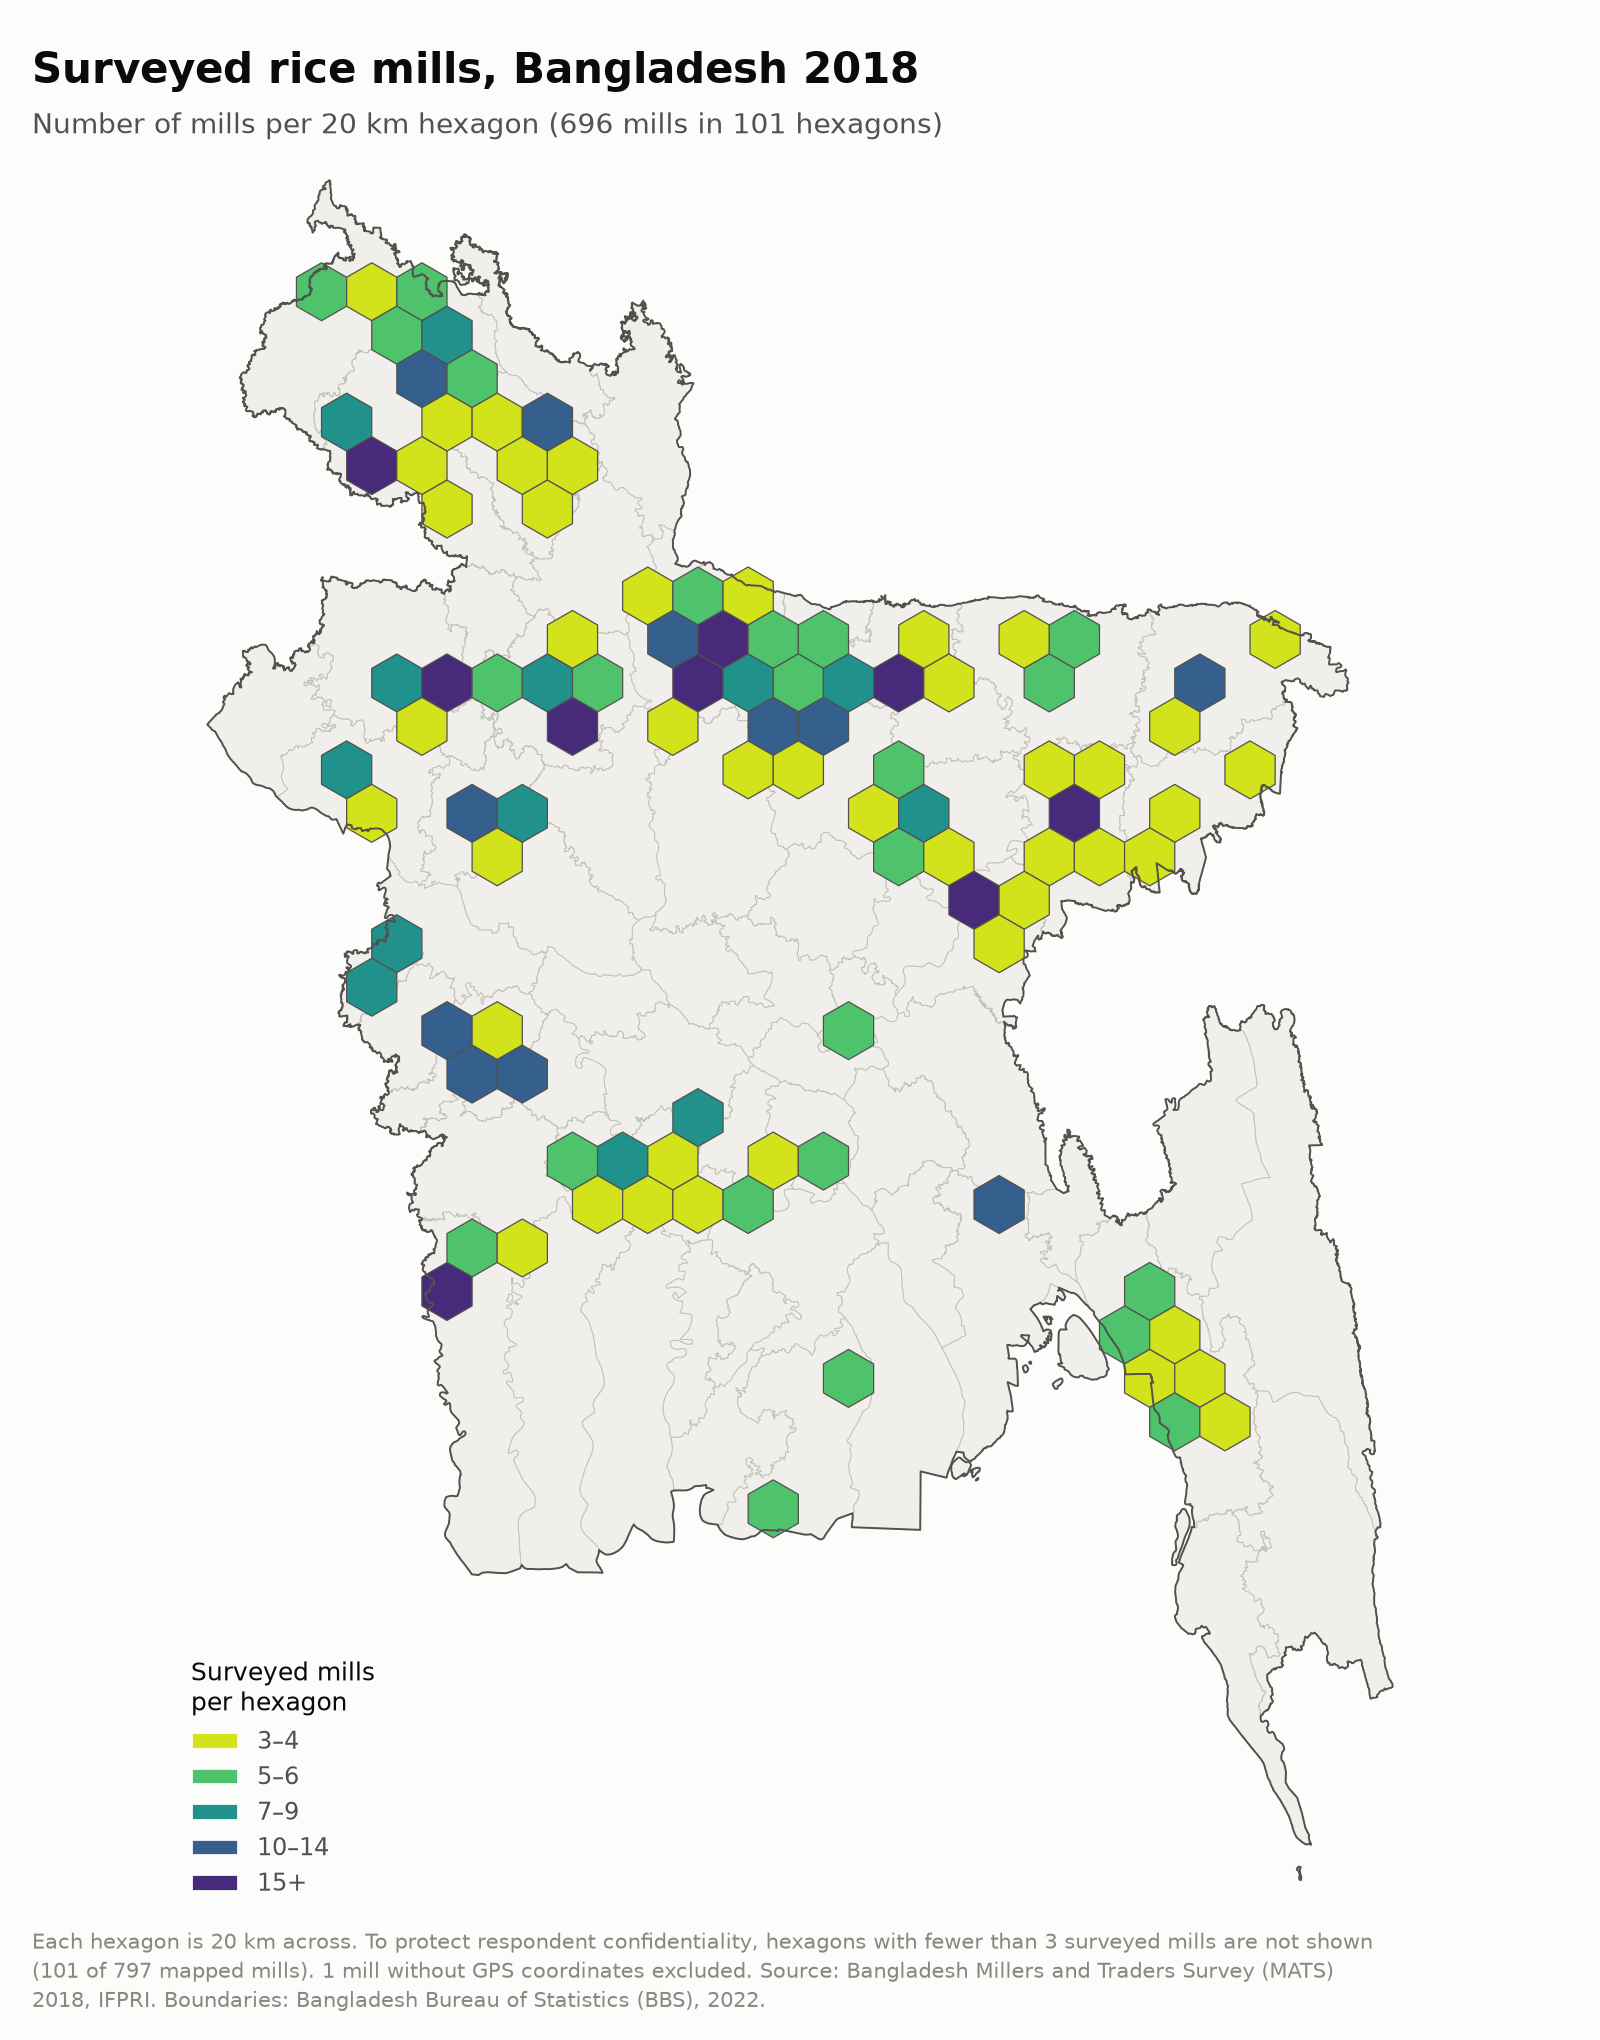 Surveyed rice mills, Bangladesh 2018
Number of mills per 20 km hexagon (696 mills in 101 hexagons)
Surveyed mills
per hexagon
3–4
5–6
7–9
10–14
15+
Each hexagon is 20 km across. To protect respondent confidentiality, hexagons with fewer than 3 surveyed mills are not shown
(101 of 797 mapped mills). 1 mill without GPS coordinates excluded. Source: Bangladesh Millers and Traders Survey (MATS)
2018, IFPRI. Boundaries: Bangladesh Bureau of Statistics (BBS), 2022.